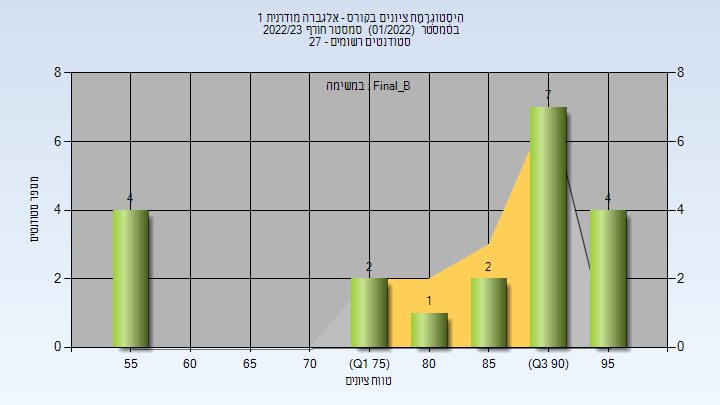 היסטוגרמת ציונים בקורס - אלגברה מודרנית 1
בסמסטר (01/2022) סמסטר חורף 2022/23
סטודנטים רשומים - 27
במשימה : Final_B
8 8
7
6 6
מספר סטודנטים
4 4 4 4
2 2 2 2
1
0 0
55 60 65 70 (Q1 75) 80 85 (Q3 90) 95
טווח ציונים